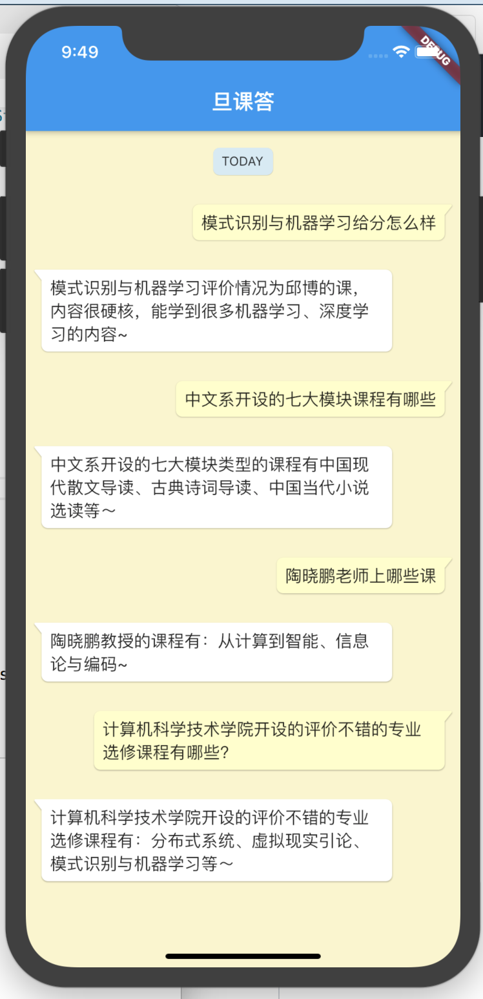 9:49
DEBUG
旦课答
TODAY
模式识别与机器学习给分怎么样
模式识别与机器学习评价情况为邱博的课，
内容很硬核，能学到很多机器学习、深度学
习的内容~
中文系开设的七大模块课程有哪些
中文系开设的七大模块类型的课程有中国现
代散文导读、古典诗词导读、中国当代小说
选读等～
陶晓鹏老师上哪些课
陶晓鹏教授的课程有：从计算到智能、信息
论与编码~
计算机科学技术学院开设的评价不错的专业
选修课程有哪些？
计算机科学技术学院开设的评价不错的专业
选修课程有：分布式系统、虚拟现实引论、
模式识别与机器学习等～